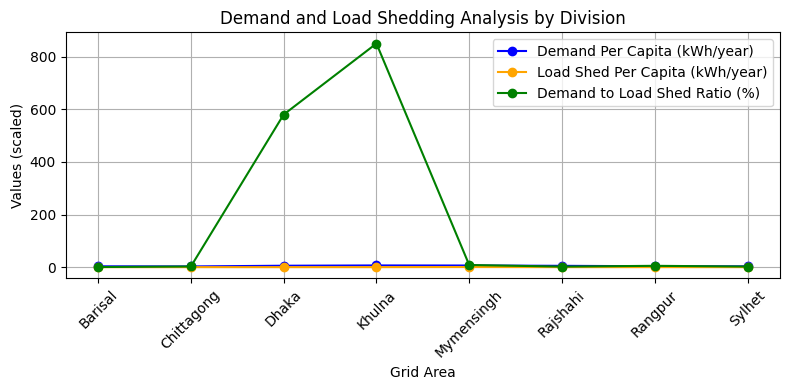 Demand and Load Shedding Analysis by Division
Demand Per Capita (kWh/year)
Load Shed Per Capita (kWh/year)
Demand to Load Shed Ratio (%)
Values (scaled)
800
600
400
200
0
Barisal
Chittagong
Dhaka
Khulna
Mymensingh
Rajshahi
Rangpur
Sylhet
Grid Area